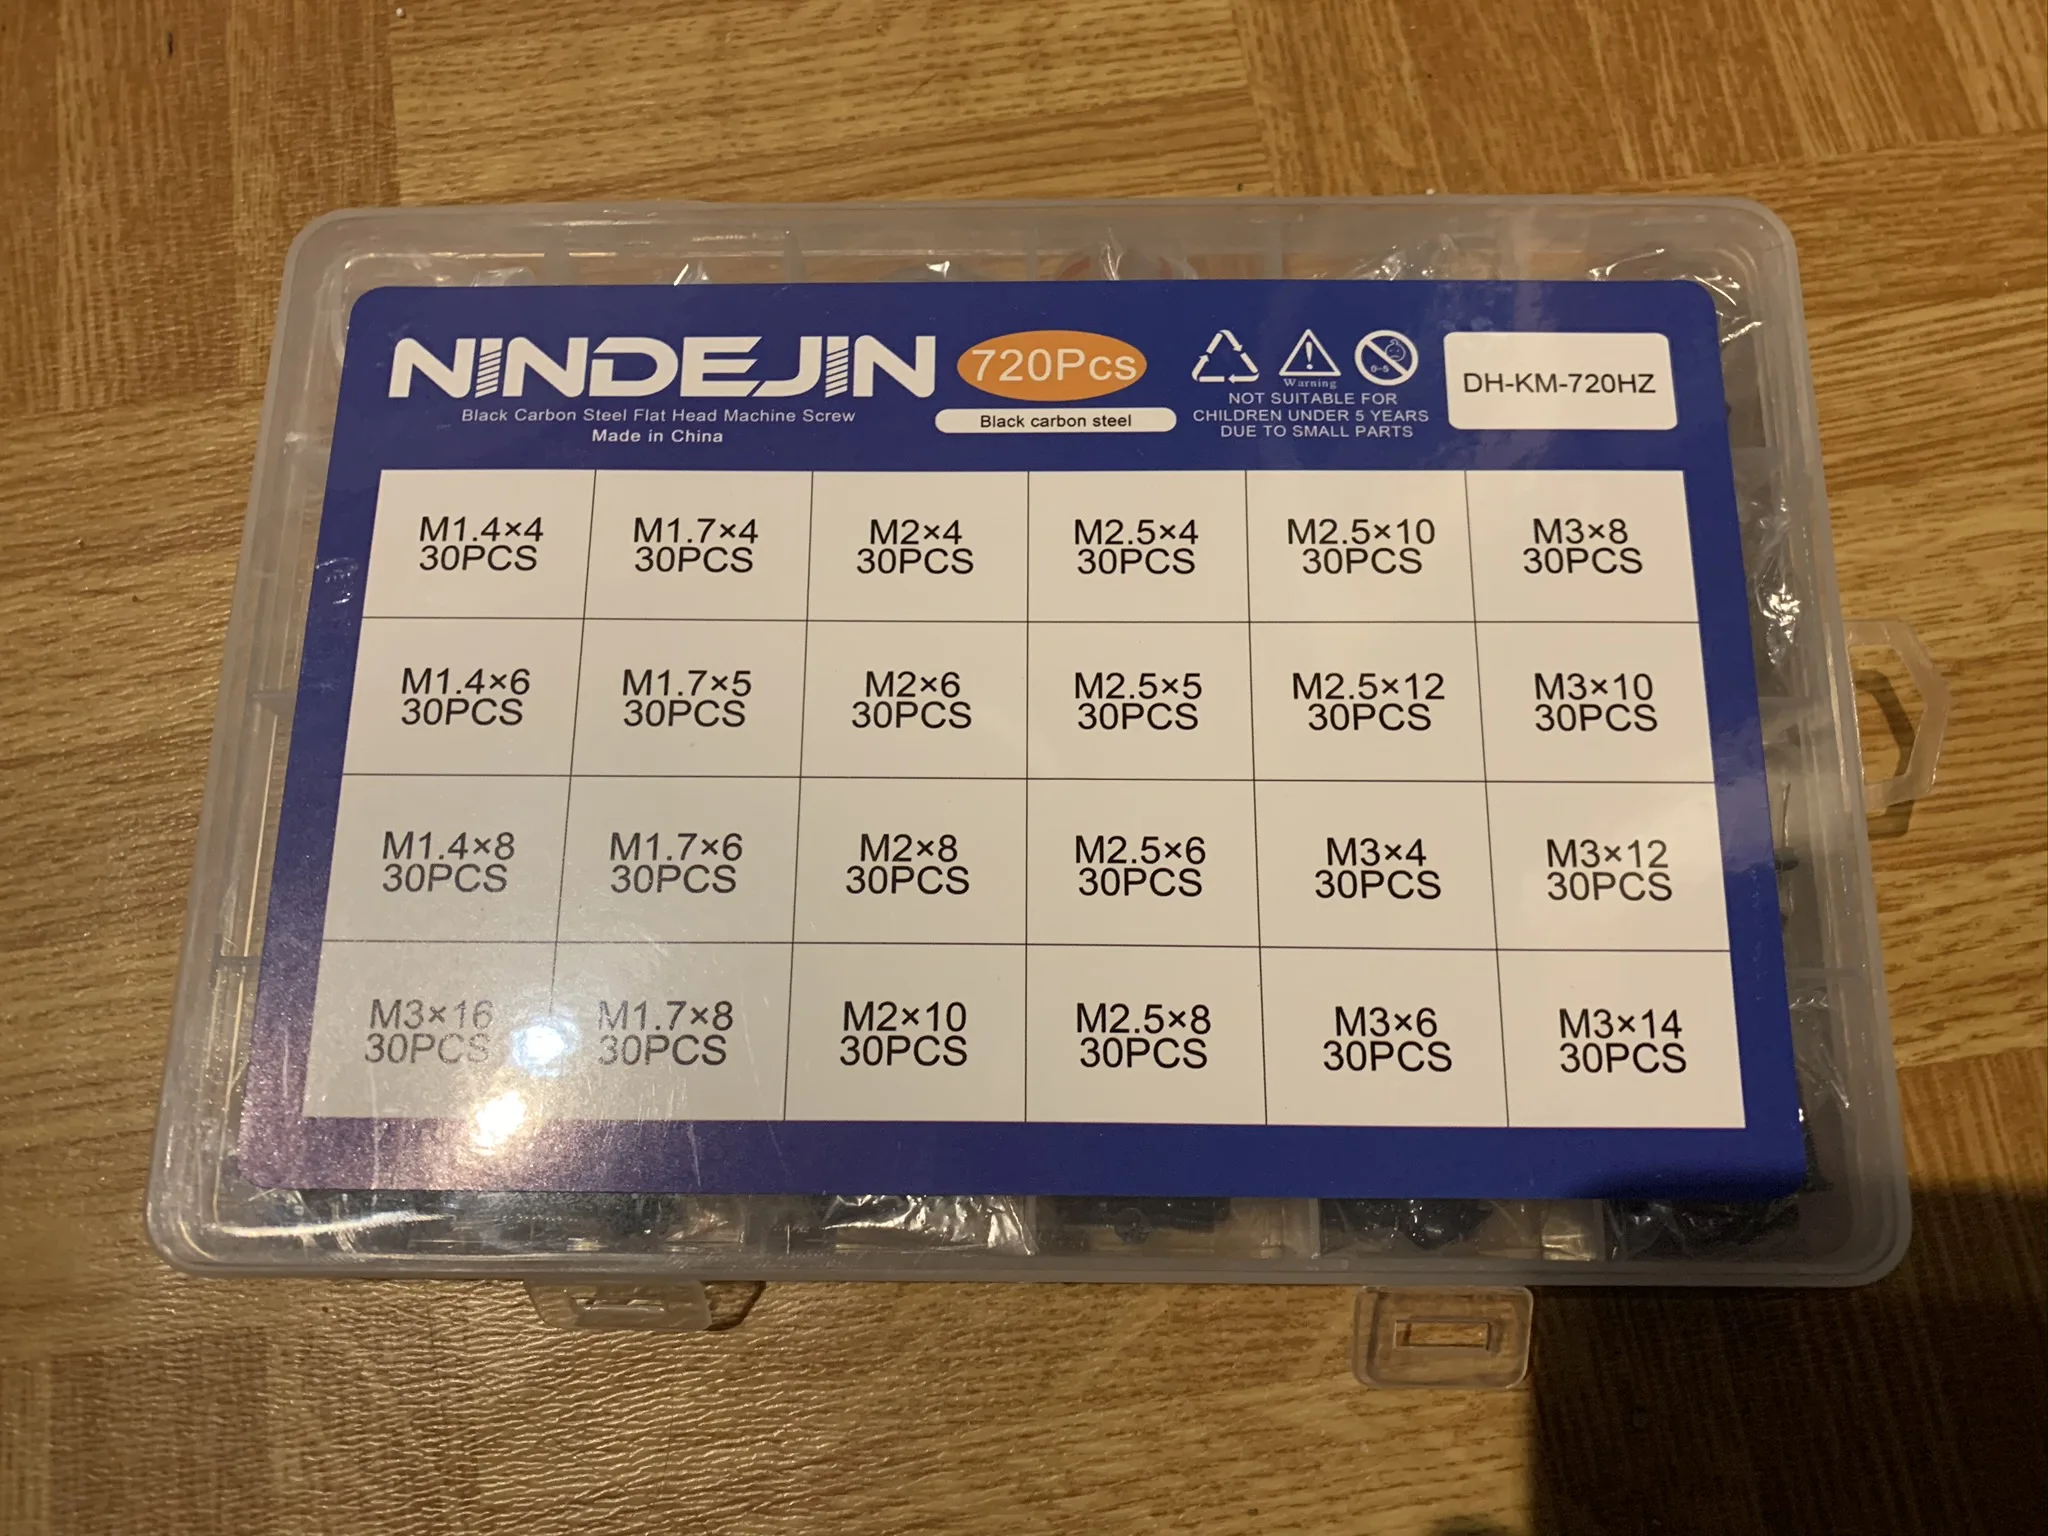 NINDEJIN
Black Carbon Steel Flat Head Machine Screw
Made in China
720Pcs
Black carbon steel
Warning
0-5
NOT SUITABLE FOR
CHILDREN UNDER 5 YEARS
DUE TO SMALL PARTS
DH-KM-720HZ
M1.4×4
30PCS
M1.7×4
30PCS
M2×4
30PCS
M2.5×4
30PCS
M2.5×10
30PCS
M3×8
30PCS
M1.4×6
30PCS
M1.7×5
30PCS
M2×6
30PCS
M2.5×5
30PCS
M2.5×12
30PCS
M3×10
30PCS
M1.4×8
30PCS
M1.7×6
30PCS
M2×8
30PCS
M2.5×6
30PCS
M3×4
30PCS
M3×12
30PCS
M3×16
30PCS
M1.7×8
30PCS
M2×10
30PCS
M2.5×8
30PCS
M3×6
30PCS
M3×14
30PCS